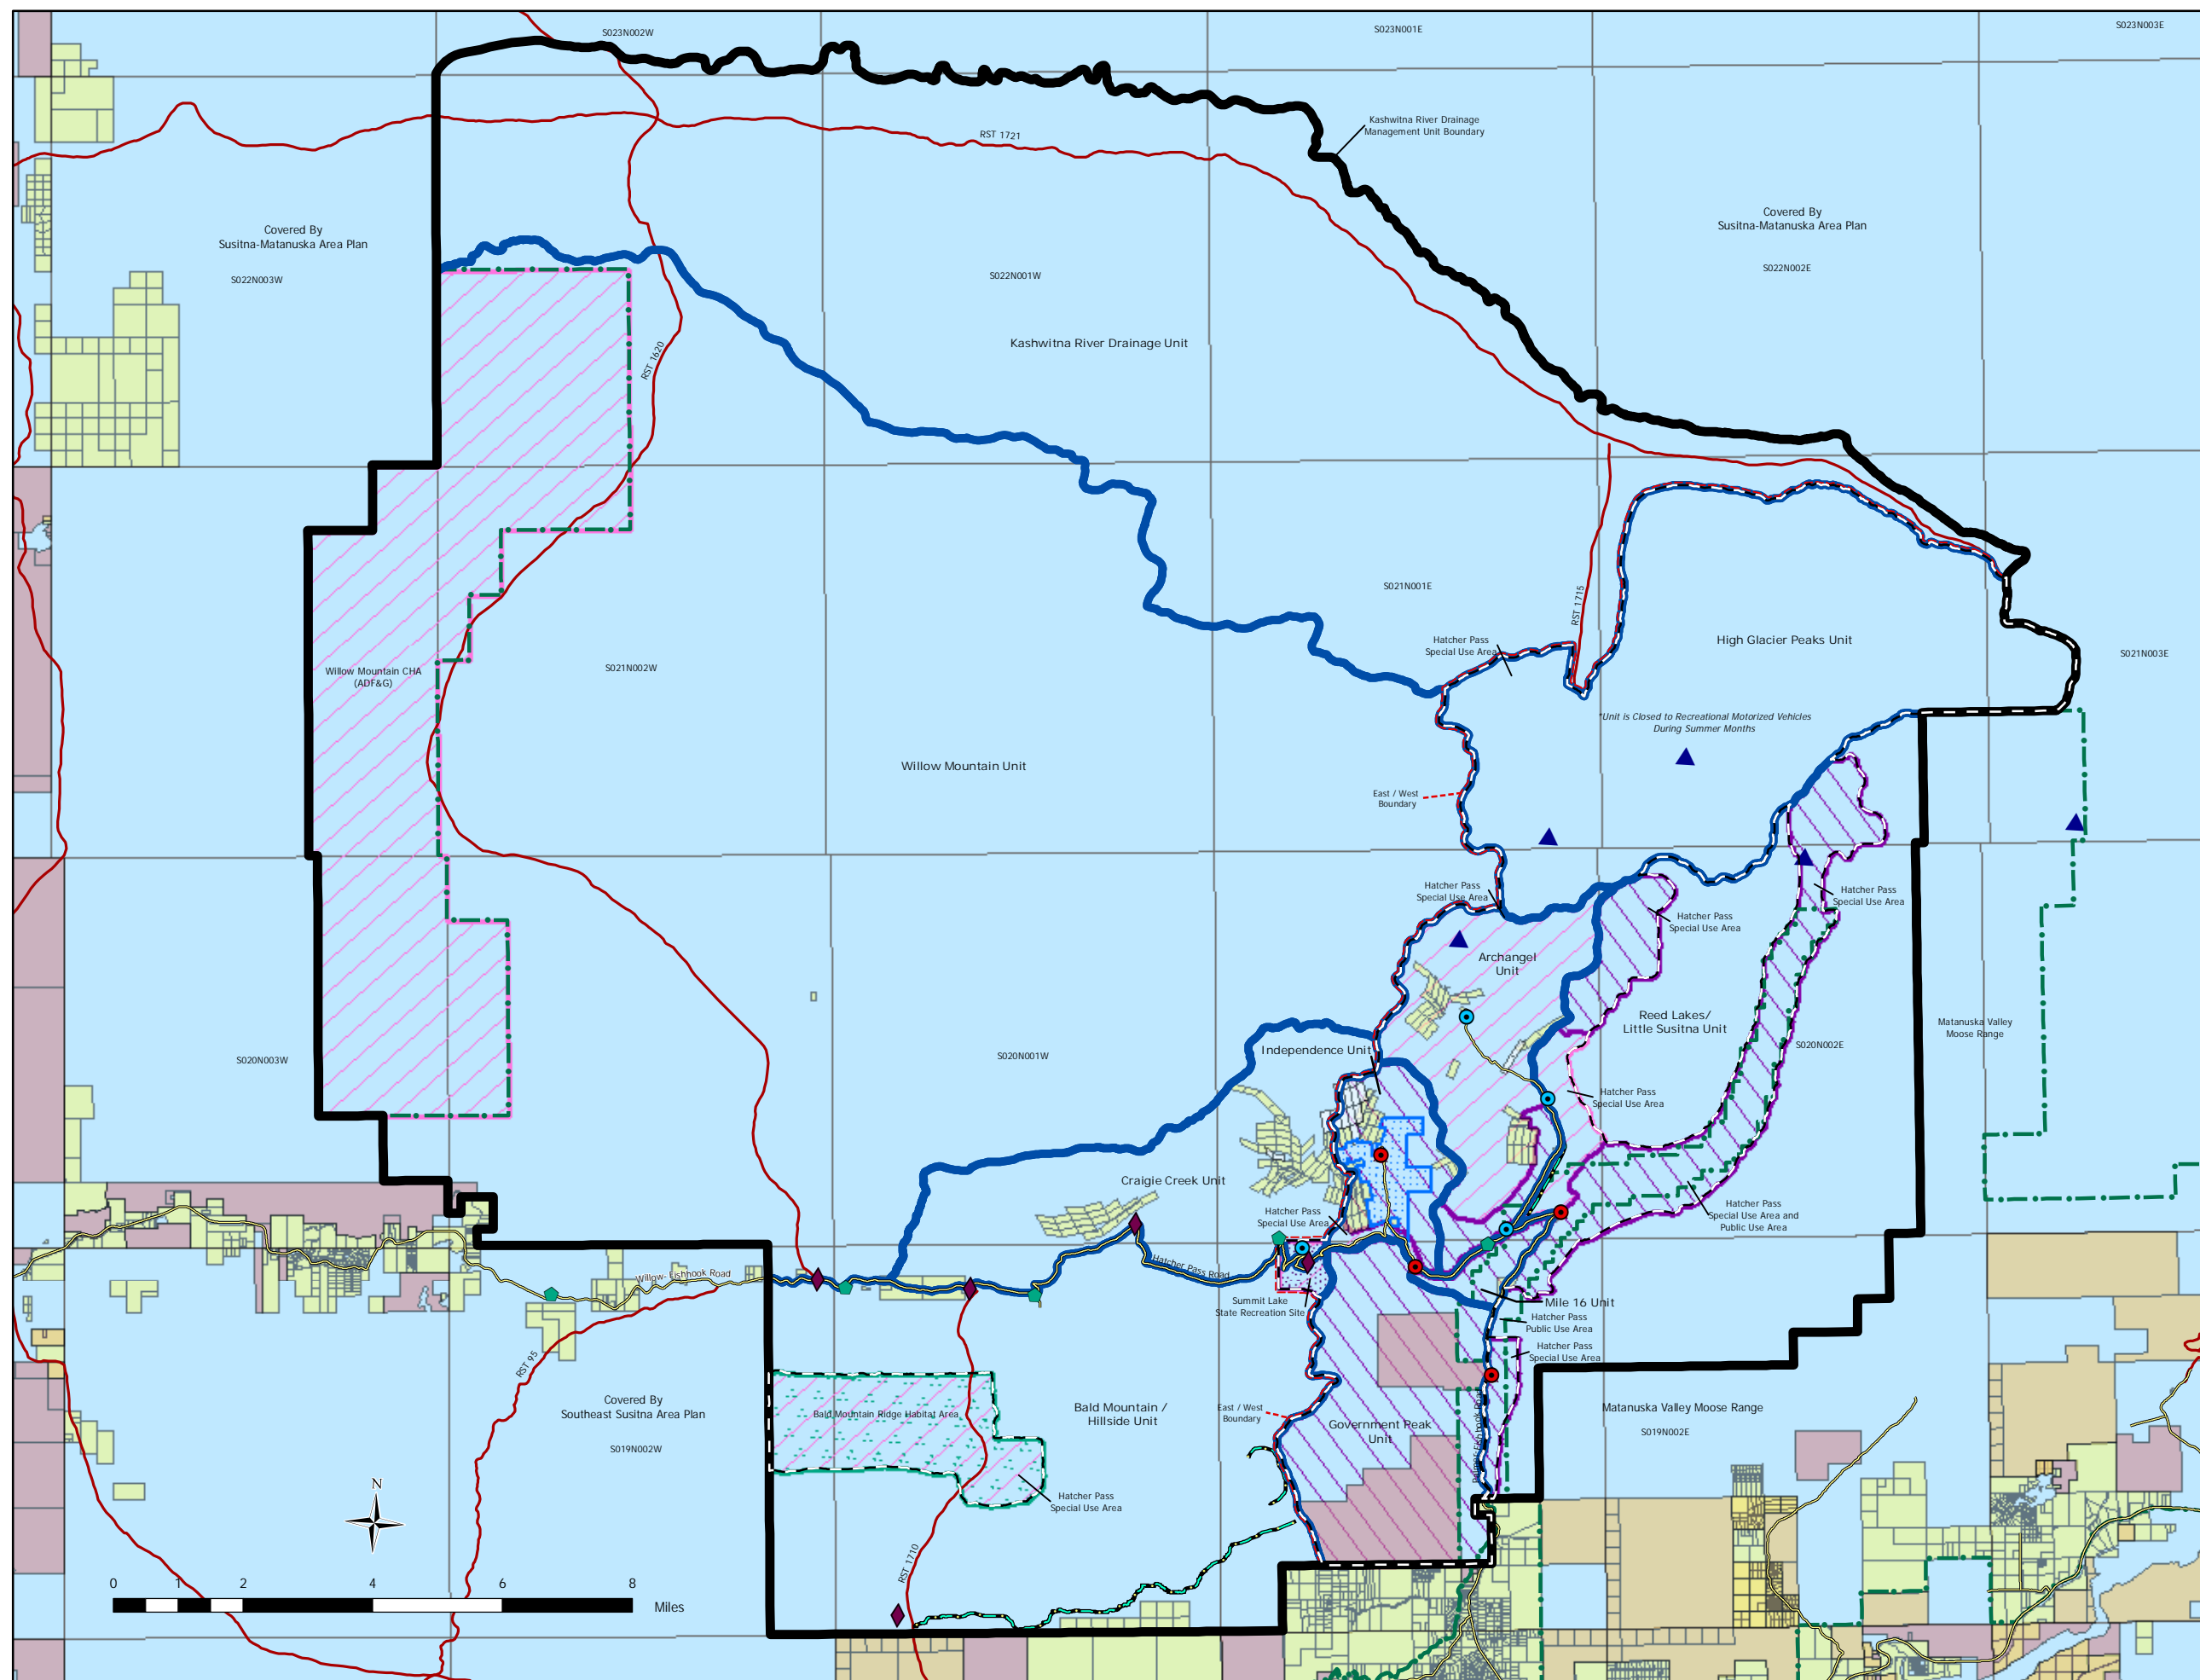 S023N002W
S023N001E
S023N003E
Kashwitna River Drainage
Management Unit Boundary
RST 1721
Covered By
Susitna-Matanuska Area Plan
S022N003W
S022N001W
Covered By
Susitna-Matanuska Area Plan
S022N002E
Kashwitna River Drainage Unit
RST 1620
S021N001E
RST 1715
Hatcher Pass
Special Use Area
High Glacier Peaks Unit
S021N003E
Willow Mountain CHA
(ADF&G)
S021N002W
*Unit is Closed to Recreational Motorized Vehicles
During Summer Months
Willow Mountain Unit
East / West
Boundary
Hatcher Pass
Special Use Area
Hatcher Pass
Special Use Area
Hatcher Pass
Special Use Area
Archangel
Unit
Reed Lakes/
Little Susitna Unit
Matanuska Valley
Moose Range
S020N003W
S020N001W
Independence Unit
S020N002E
Hatcher Pass
Special Use Area
Craigie Creek Unit
Hatcher Pass
Special Use Area
Hatcher Pass
Special Use Area and
Public Use Area
Willow- Fishhook Road
Hatcher Pass Road
Summit Lake
State Recreation Site
Mile 16 Unit
Hatcher Pass
Public Use Area
Hatcher Pass
Special Use Area
RST 95
Covered By
Southeast Susitna Area Plan
S019N002W
Bald Mountain Ridge Habitat Area
Bald Mountain /
Hillside Unit
East / West
Boundary
Government Peak
Unit
Palmer-Fishhook Road
Matanuska Valley Moose Range
S019N002E
Hatcher Pass
Special Use Area
N
RST 1710
0 1 2 4 6 8
Miles